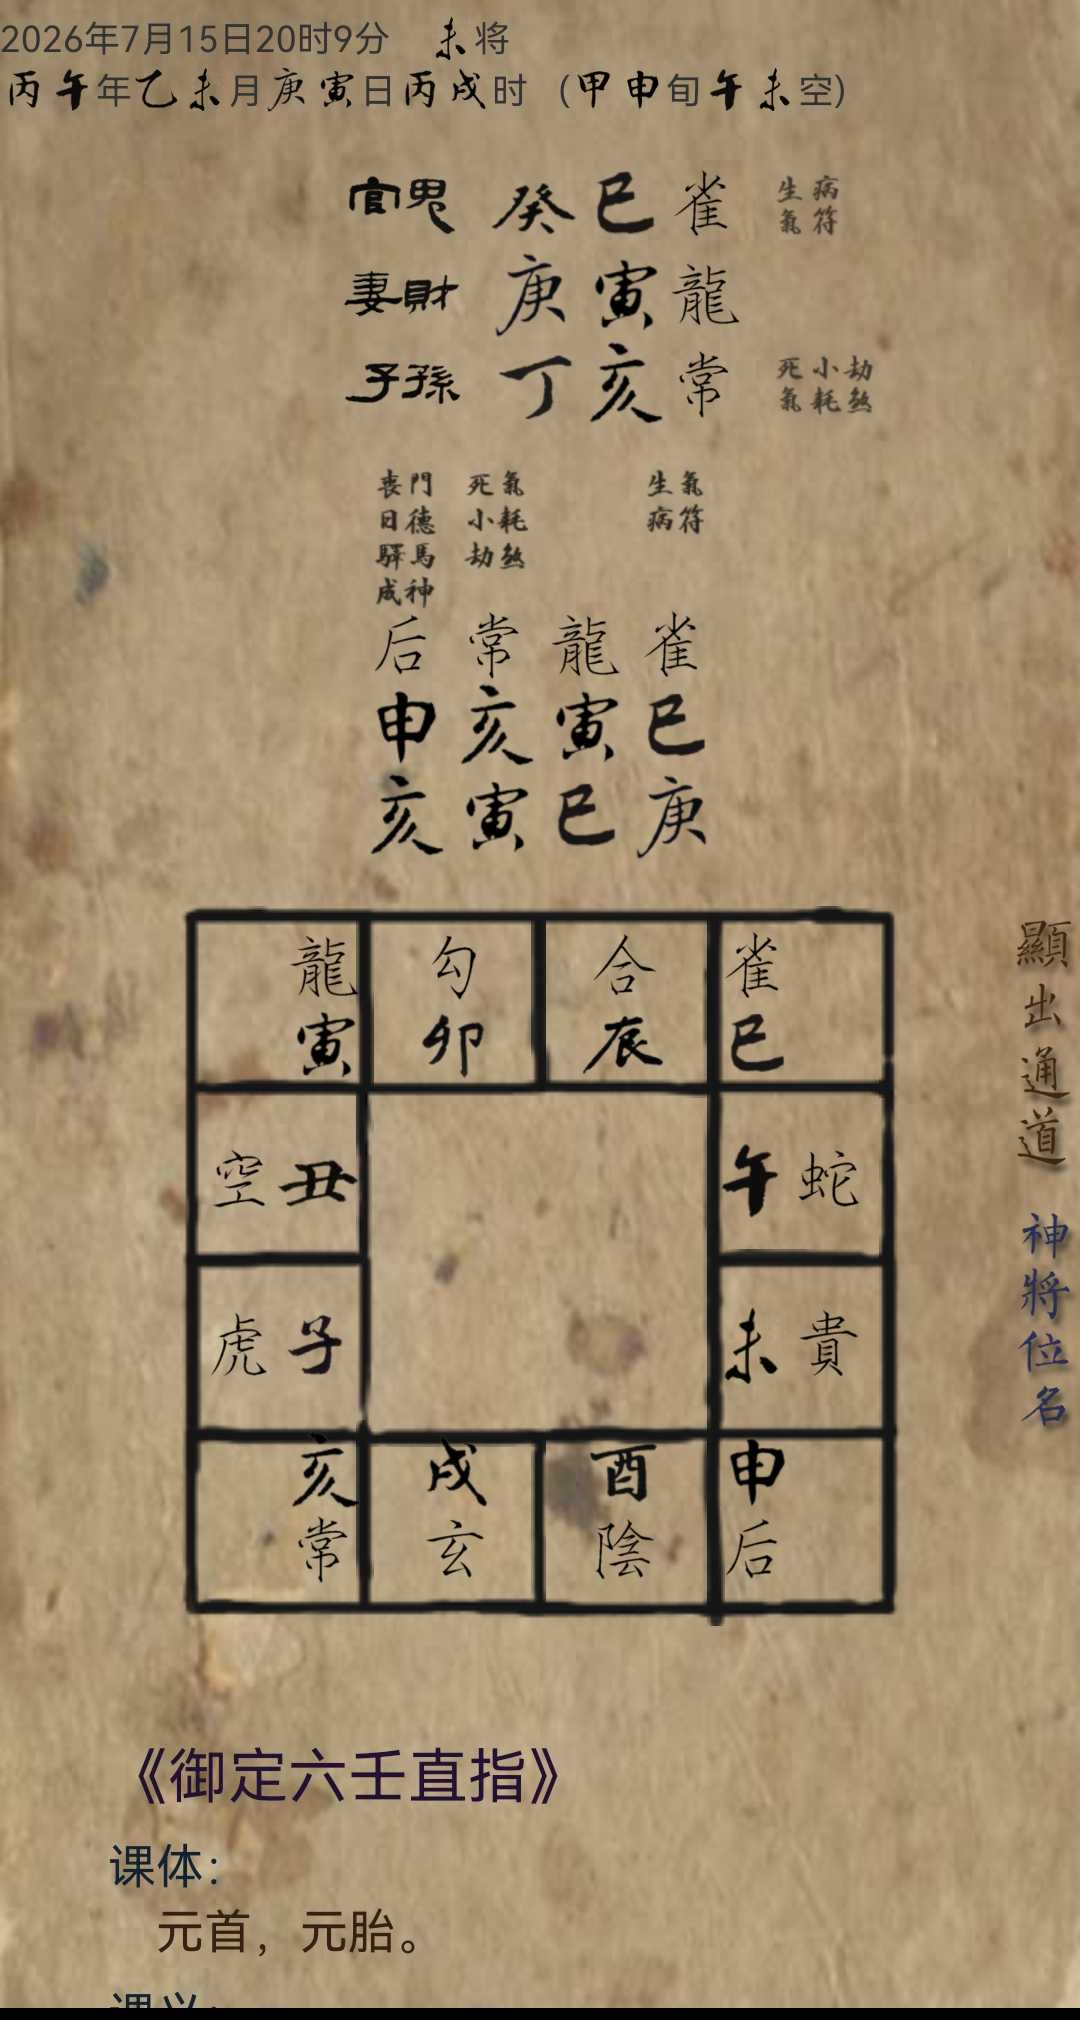 2026年7月15日20时9分　未将
丙午年乙未月庚寅日丙戌时（甲申旬午未空）
官鬼 癸巳雀 生氣 病符
妻財 庚寅龍
子孫 丁亥常 死氣 小耗 劫煞
喪門 死氣 生氣
日德 小耗 病符
驛馬 劫煞
成神
后常龍雀
申亥寅巳
亥寅巳庚
龍 勾 合 雀
寅 卯 辰 巳
空 丑 午 蛇
虎 子 未 貴
亥 戌 酉 申
常 玄 陰 后
顯出通道
神將位名
《御定六壬直指》
课体：
元首，元胎。